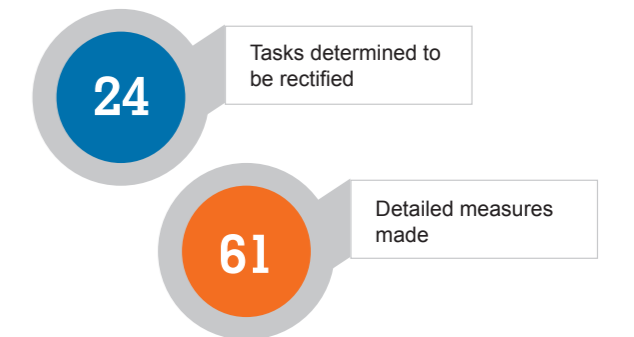 24
Tasks determined to
be rectified
61
Detailed measures
made